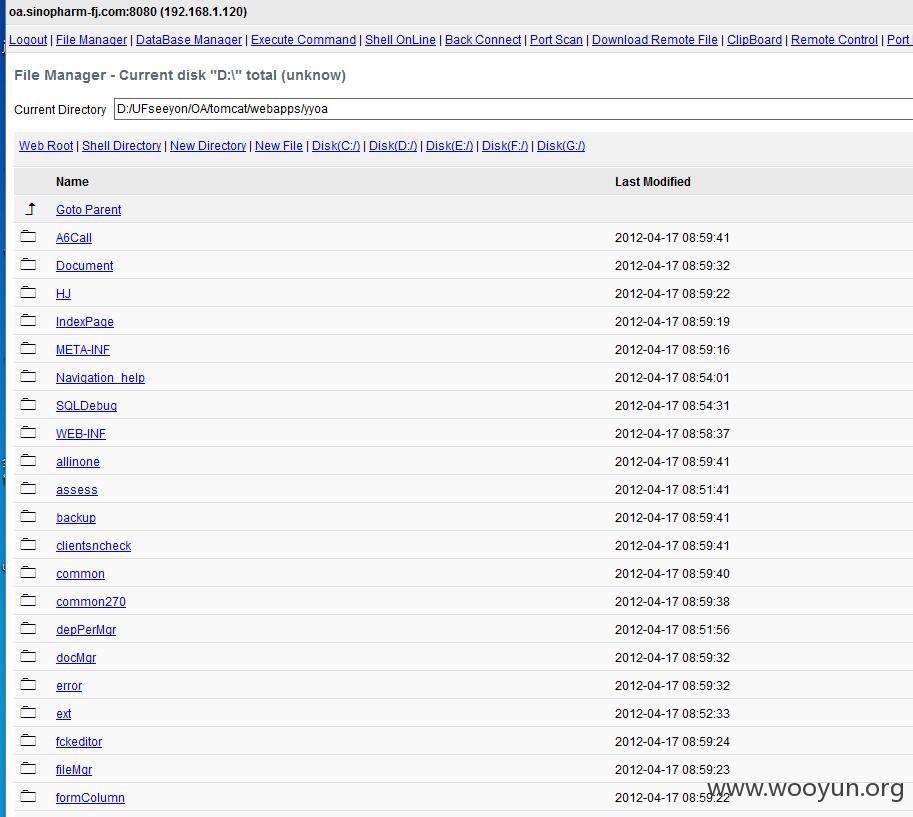 oa.sinopharm-fj.com:8080 (192.168.1.120)
Logout | File Manager | DataBase Manager | Execute Command | Shell OnLine | Back Connect | Port Scan | Download Remote File | ClipBoard | Remote Control | Port
File Manager - Current disk "D:\" total (unknow)
Current Directory D:/UFseeyon/OA/tomcat/webapps/yyoa
Web Root | Shell Directory | New Directory | New File | Disk(C:/) | Disk(D:/) | Disk(E:/) | Disk(F:/) | Disk(G:/)
Name Last Modified
Goto Parent
A6Call 2012-04-17 08:59:41
Document 2012-04-17 08:59:32
HJ 2012-04-17 08:59:22
IndexPage 2012-04-17 08:59:19
META-INF 2012-04-17 08:59:16
Navigation_help 2012-04-17 08:54:01
SQLDebug 2012-04-17 08:54:31
WEB-INF 2012-04-17 08:58:37
allinone 2012-04-17 08:59:41
assess 2012-04-17 08:51:41
backup 2012-04-17 08:59:41
clientsncheck 2012-04-17 08:59:41
common 2012-04-17 08:59:40
common270 2012-04-17 08:59:38
depPerMgr 2012-04-17 08:51:56
docMgr 2012-04-17 08:59:32
error 2012-04-17 08:59:32
ext 2012-04-17 08:52:33
fckeditor 2012-04-17 08:59:24
fileMgr 2012-04-17 08:59:23
formColumn 2012-04-17 08:59:22
www.wooyun.org